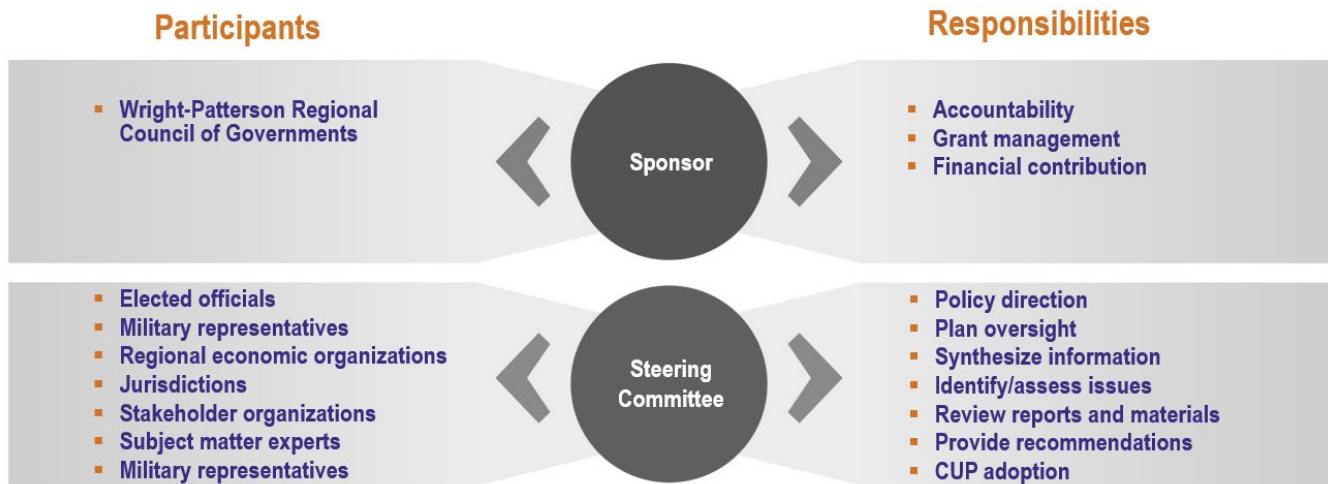 Participants
Responsibilities
▪ Wright-Patterson Regional
Council of Governments
Sponsor
▪ Accountability
▪ Grant management
▪ Financial contribution
▪ Elected officials
▪ Military representatives
▪ Regional economic organizations
▪ Jurisdictions
▪ Stakeholder organizations
▪ Subject matter experts
▪ Military representatives
Steering
Committee
▪ Policy direction
▪ Plan oversight
▪ Synthesize information
▪ Identify/assess issues
▪ Review reports and materials
▪ Provide recommendations
▪ CUP adoption